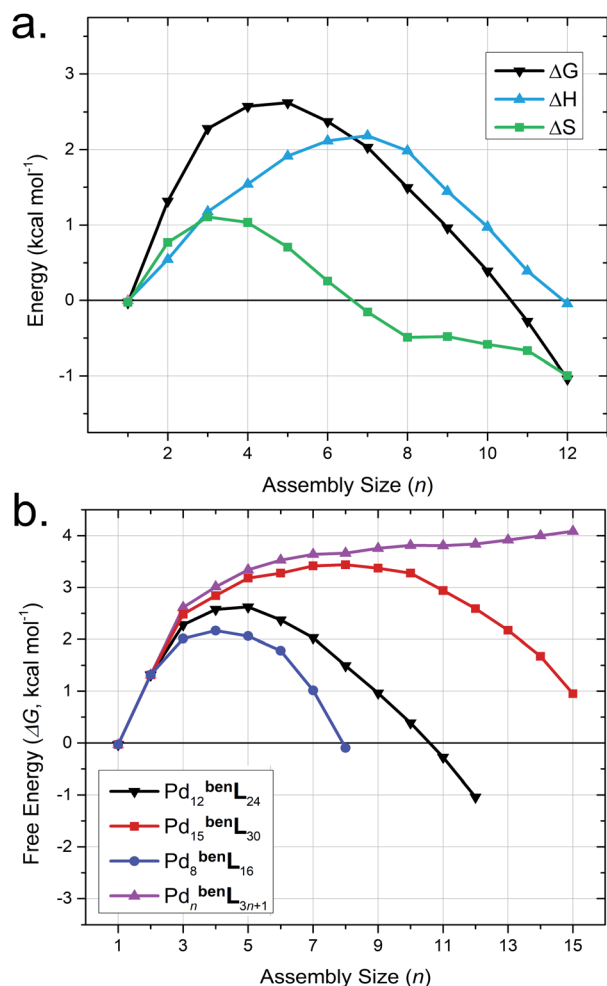 a.
3
2
1
0
-1
Energy (kcal mol⁻¹)
ΔG
ΔH
ΔS
2 4 6 8 10 12
Assembly Size (n)
b.
4
3
2
1
0
-1
-2
-3
Free Energy (ΔG, kcal mol⁻¹)
Pd₁₂ᵇᵉⁿL₂₄
Pd₁₅ᵇᵉⁿL₃₀
Pd₈ᵇᵉⁿL₁₆
PdₙᵇᵉⁿL₃ₙ₊₁
1 3 5 7 9 11 13 15
Assembly Size (n)